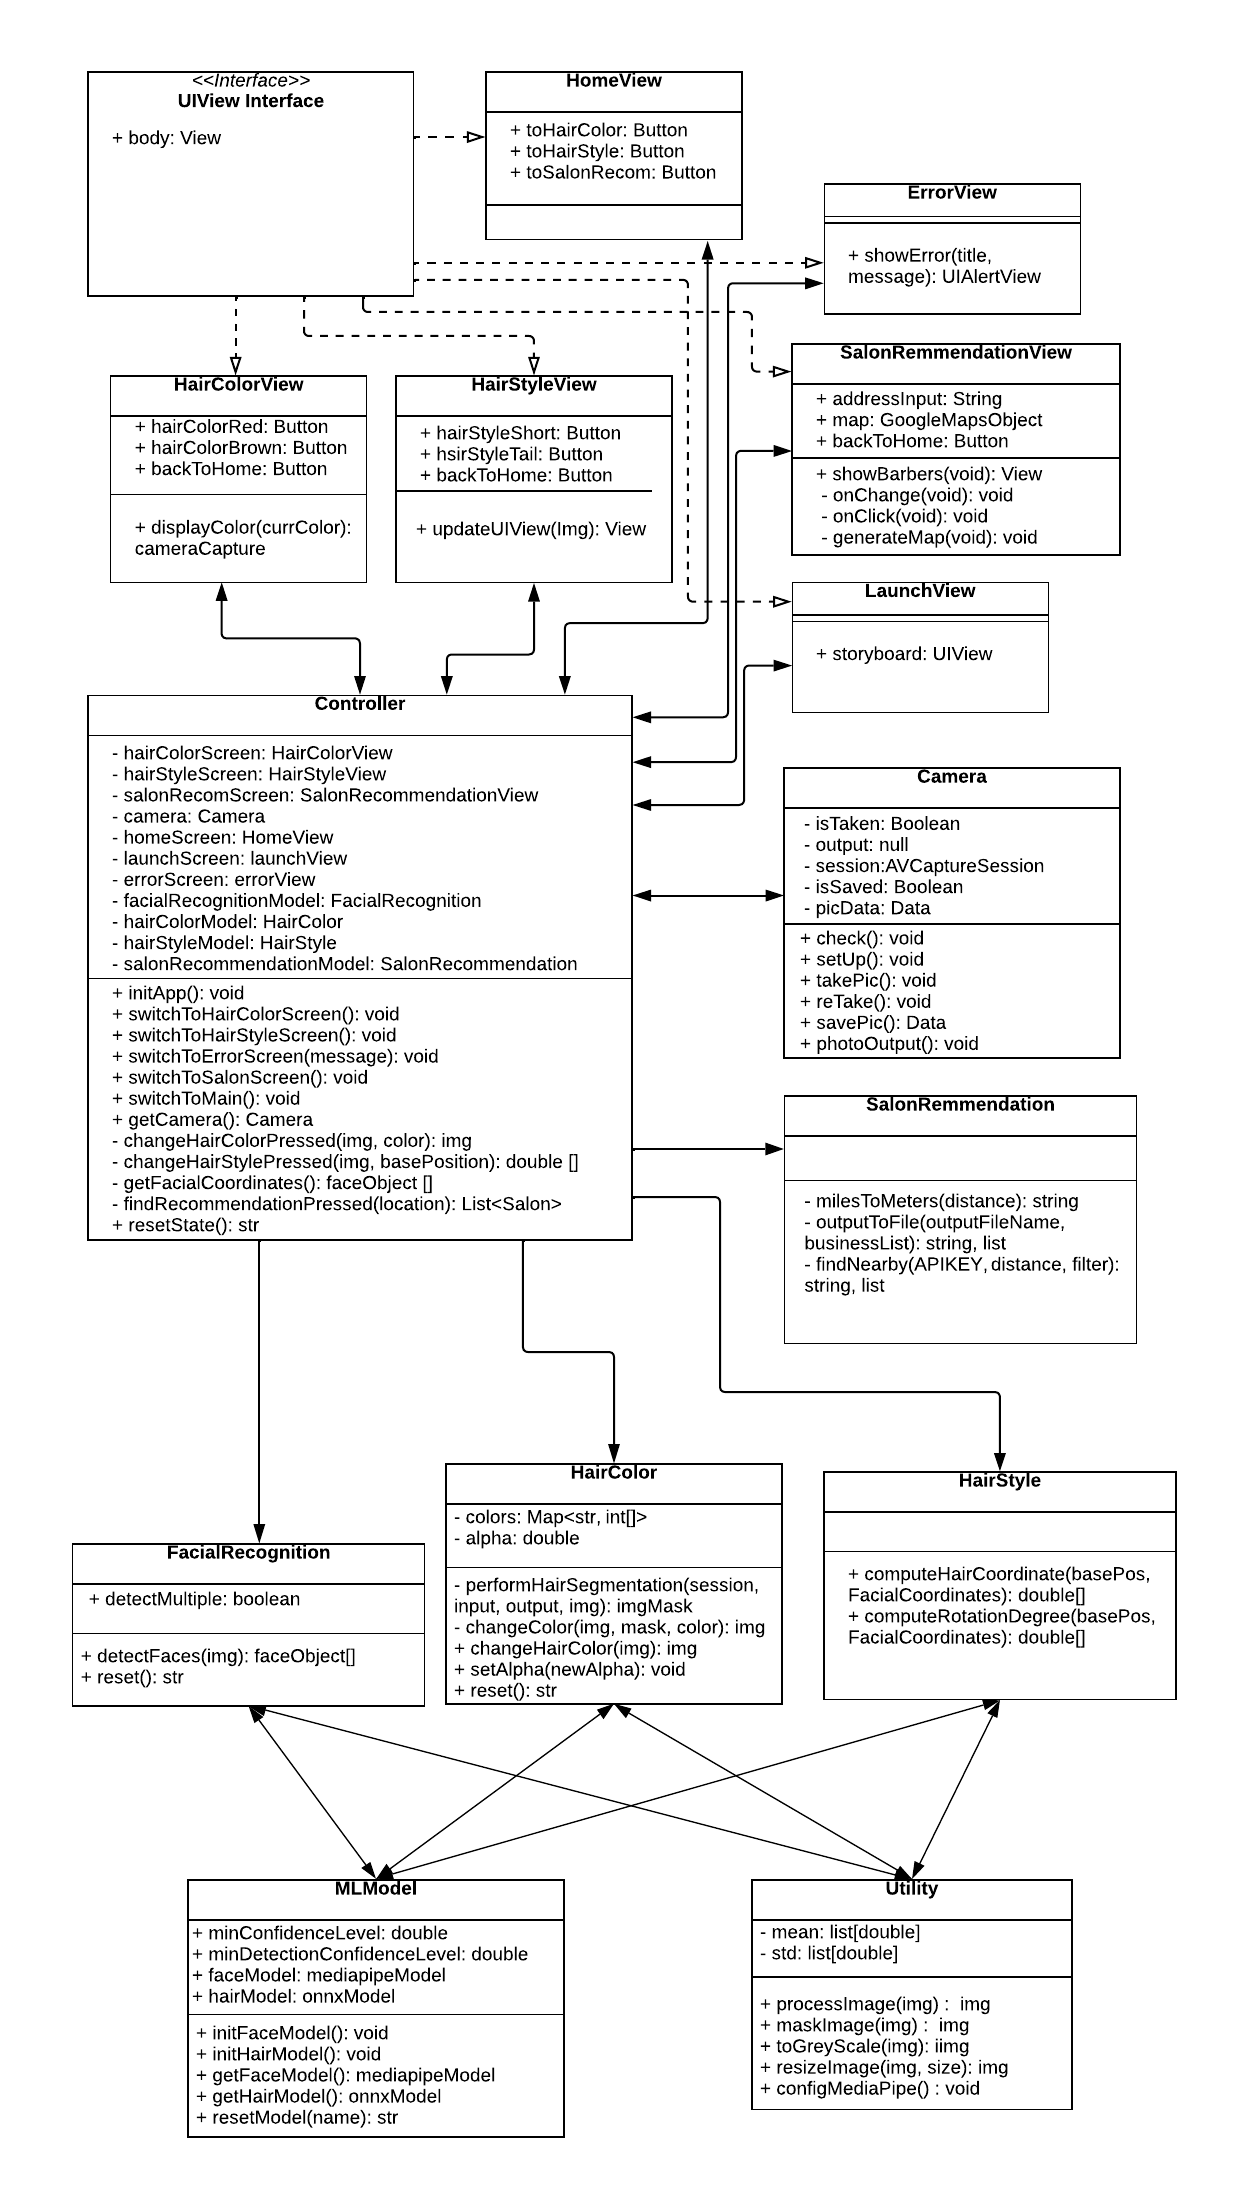 <<Interface>>
UIView Interface
+ body: View
HomeView
+ toHairColor: Button
+ toHairStyle: Button
+ toSalonRecom: Button
ErrorView
+ showError(title,
message): UIAlertView
HairColorView
+ hairColorRed: Button
+ hairColorBrown: Button
+ backToHome: Button
+ displayColor(currColor):
cameraCapture
HairStyleView
+ hairStyleShort: Button
+ hsirStyleTail: Button
+ backToHome: Button
+ updateUIView(Img): View
SalonRemmendationView
+ addressInput: String
+ map: GoogleMapsObject
+ backToHome: Button
+ showBarbers(void): View
- onChange(void): void
- onClick(void): void
- generateMap(void): void
LaunchView
+ storyboard: UIView
Controller
- hairColorScreen: HairColorView
- hairStyleScreen: HairStyleView
- salonRecomScreen: SalonRecommendationView
- camera: Camera
- homeScreen: HomeView
- launchScreen: launchView
- errorScreen: errorView
- facialRecognitionModel: FacialRecognition
- hairColorModel: HairColor
- hairStyleModel: HairStyle
- salonRecommendationModel: SalonRecommendation
+ initApp(): void
+ switchToHairColorScreen(): void
+ switchToHairStyleScreen(): void
+ switchToErrorScreen(message): void
+ switchToSalonScreen(): void
+ switchToMain(): void
+ getCamera(): Camera
- changeHairColorPressed(img, color): img
- changeHairStylePressed(img, basePosition): double []
- getFacialCoordinates(): faceObject []
- findRecommendationPressed(location): List<Salon>
+ resetState(): str
Camera
- isTaken: Boolean
- output: null
- session:AVCaptureSession
- isSaved: Boolean
- picData: Data
+ check(): void
+ setUp(): void
+ takePic(): void
+ reTake(): void
+ savePic(): Data
+ photoOutput(): void
SalonRemmendation
- milesToMeters(distance): string
- outputToFile(outputFileName,
businessList): string, list
- findNearby(APIKEY, distance, filter):
string, list
FacialRecognition
+ detectMultiple: boolean
+ detectFaces(img): faceObject[]
+ reset(): str
HairColor
- colors: Map<str, int[]>
- alpha: double
- performHairSegmentation(session,
input, output, img): imgMask
- changeColor(img, mask, color): img
+ changeHairColor(img): img
+ setAlpha(newAlpha): void
+ reset(): str
HairStyle
+ computeHairCoordinate(basePos,
FacialCoordinates): double[]
+ computeRotationDegree(basePos,
FacialCoordinates): double[]
MLModel
+ minConfidenceLevel: double
+ minDetectionConfidenceLevel: double
+ faceModel: mediapipeModel
+ hairModel: onnxModel
+ initFaceModel(): void
+ initHairModel(): void
+ getFaceModel(): mediapipeModel
+ getHairModel(): onnxModel
+ resetModel(name): str
Utility
- mean: list[double]
- std: list[double]
+ processImage(img) : img
+ maskImage(img) : img
+ toGreyScale(img): iimg
+ resizeImage(img, size): img
+ configMediaPipe() : void